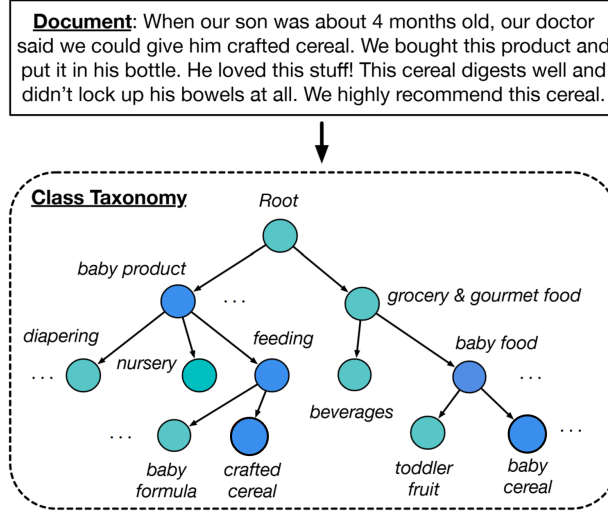 Document: When our son was about 4 months old, our doctor
said we could give him crafted cereal. We bought this product and
put it in his bottle. He loved this stuff! This cereal digests well and
didn't lock up his bowels at all. We highly recommend this cereal.
Class Taxonomy
Root
baby product
...
grocery & gourmet food
diapering
feeding
baby food
...
nursery
...
beverages
...
...
baby
formula
crafted
cereal
toddler
fruit
baby
cereal